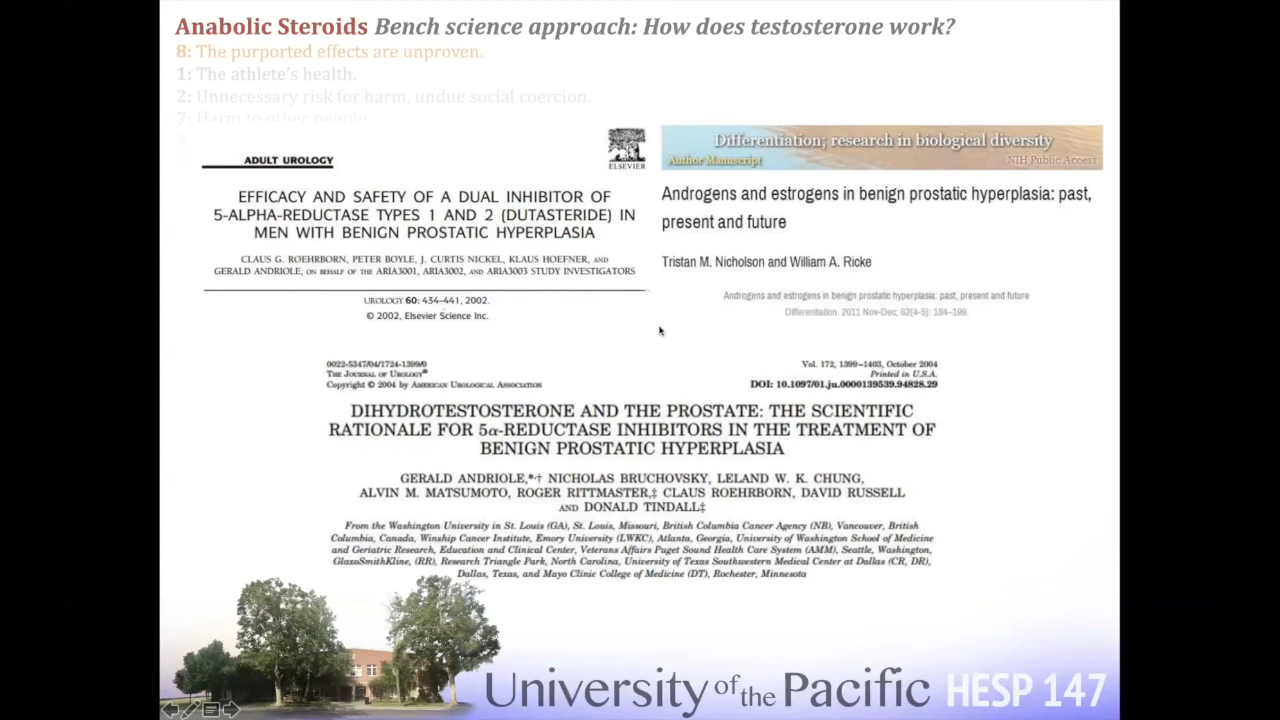 Anabolic Steroids Bench science approach: How does testosterone work?
8: The purported effects are unproven.
1: The athlete's health.
2: Unnecessary risk for harm, undue social coercion.
7: Harm to other people
3:
ADULT UROLOGY
ELSEVIER
EFFICACY AND SAFETY OF A DUAL INHIBITOR OF
5-ALPHA-REDUCTASE TYPES 1 AND 2 (DUTASTERIDE) IN
MEN WITH BENIGN PROSTATIC HYPERPLASIA
CLAUS G. ROEHRBORN, PETER BOYLE, J. CURTIS NICKEL, KLAUS HOEFNER, AND
GERALD ANDRIOLE, ON BEHALF OF THE ARIA3001, ARIA3002, AND ARIA3003 STUDY INVESTIGATORS
UROLOGY 60: 434–441, 2002.
© 2002, Elsevier Science Inc.
Differentiation; research in biological diversity
Author Manuscript NIH Public Access
Androgens and estrogens in benign prostatic hyperplasia: past,
present and future
Tristan M. Nicholson and William A. Ricke
Androgens and estrogens in benign prostatic hyperplasia: past, present and future
Differentiation. 2011 Nov-Dec; 82(4-5): 184–199.
0022-5347/04/1724-1399/0
THE JOURNAL OF UROLOGY®
Copyright © 2004 by AMERICAN UROLOGICAL ASSOCIATION
Vol. 172, 1399–1403, October 2004
Printed in U.S.A.
DOI: 10.1097/01.ju.0000139539.94828.29
DIHYDROTESTOSTERONE AND THE PROSTATE: THE SCIENTIFIC
RATIONALE FOR 5α-REDUCTASE INHIBITORS IN THE TREATMENT OF
BENIGN PROSTATIC HYPERPLASIA
GERALD ANDRIOLE,*,† NICHOLAS BRUCHOVSKY, LELAND W. K. CHUNG,
ALVIN M. MATSUMOTO, ROGER RITTMASTER,‡ CLAUS ROEHRBORN, DAVID RUSSELL
AND DONALD TINDALL‡
From the Washington University in St. Louis (GA), St. Louis, Missouri, British Columbia Cancer Agency (NB), Vancouver, British
Columbia, Canada, Winship Cancer Institute, Emory University (LWKC), Atlanta, Georgia, University of Washington School of Medicine
and Geriatric Research, Education and Clinical Center, Veterans Affairs Puget Sound Health Care System (AMM), Seattle, Washington,
GlaxoSmithKline, (RR), Research Triangle Park, North Carolina, University of Texas Southwestern Medical Center at Dallas (CR, DR),
Dallas, Texas, and Mayo Clinic College of Medicine (DT), Rochester, Minnesota
University of the Pacific HESP 147